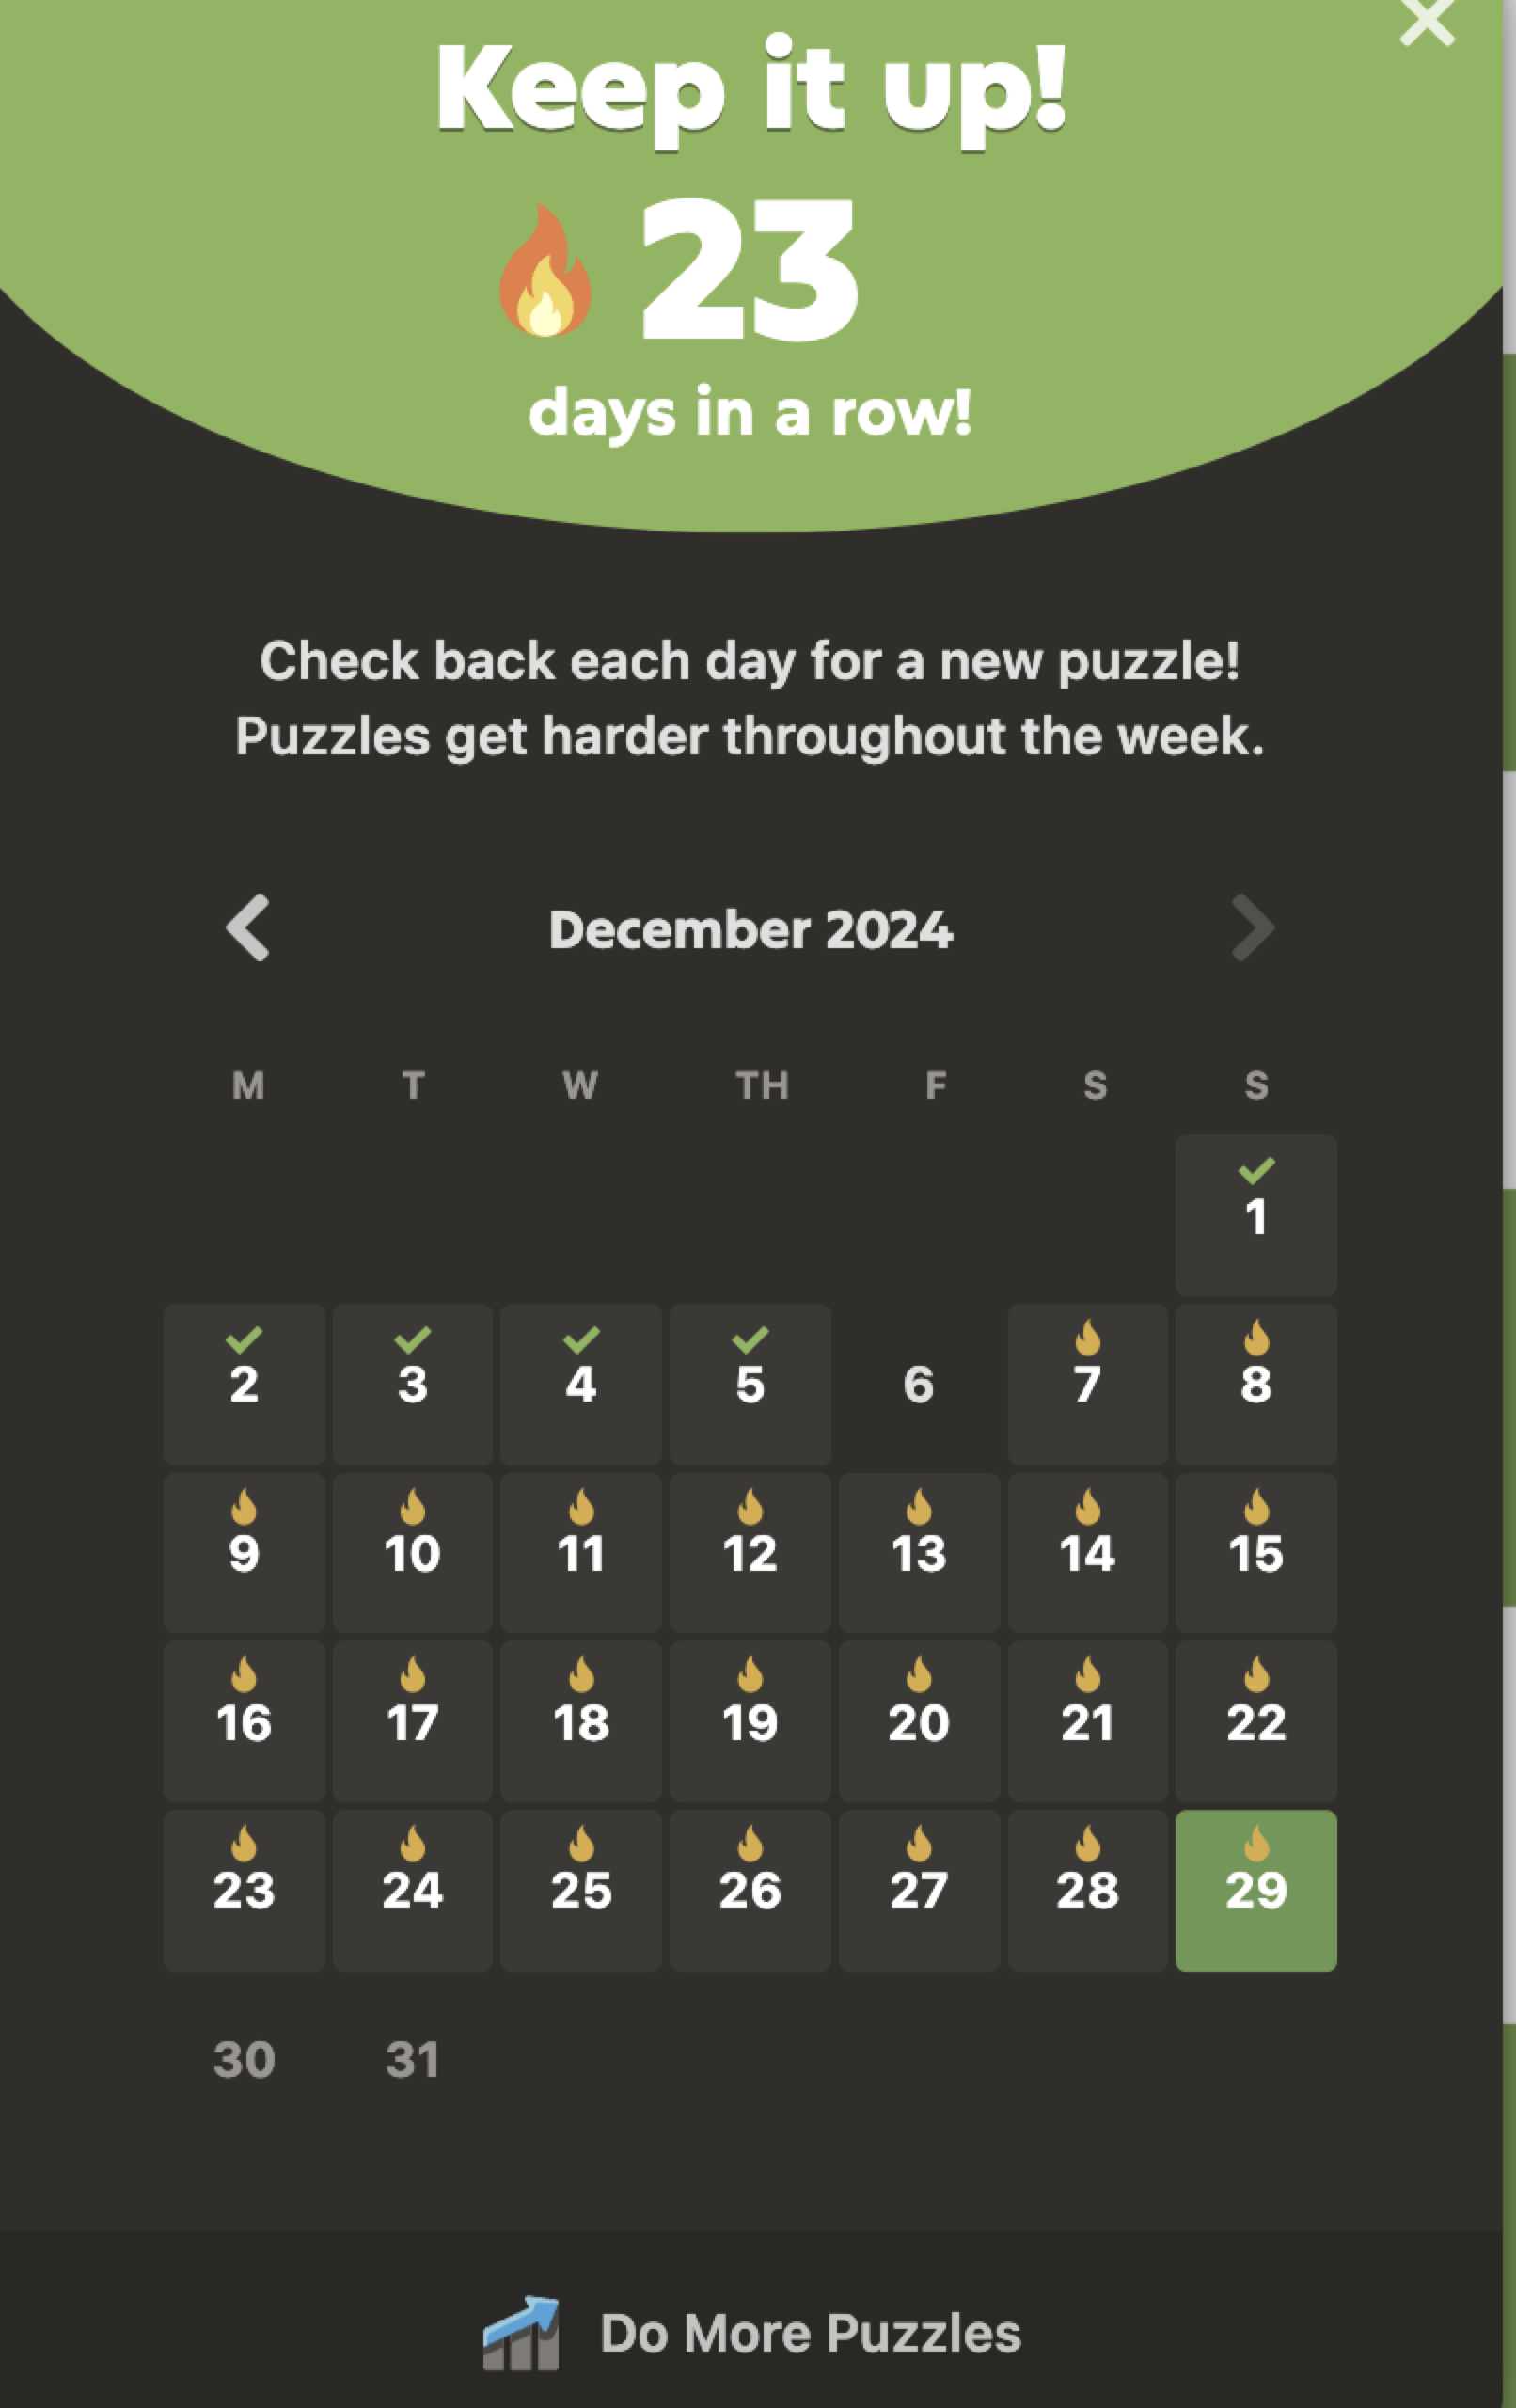 Keep it up!
23
days in a row!
Check back each day for a new puzzle!
Puzzles get harder throughout the week.
December 2024
M T W TH F S S
1
2 3 4 5 6 7 8
9 10 11 12 13 14 15
16 17 18 19 20 21 22
23 24 25 26 27 28 29
30 31
Do More Puzzles